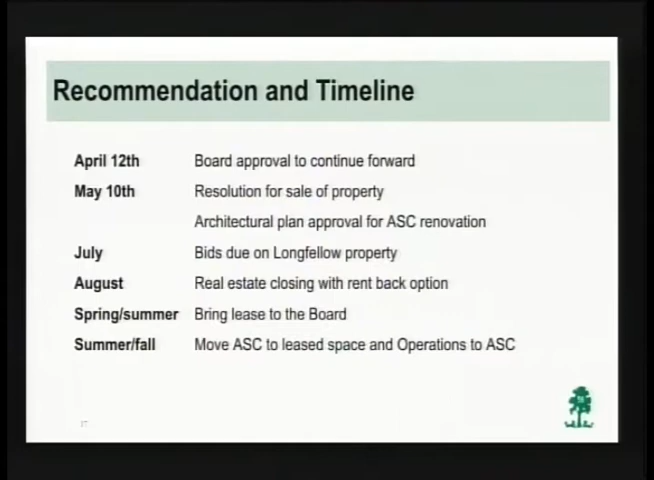 Recommendation and Timeline
April 12th Board approval to continue forward
May 10th Resolution for sale of property
Architectural plan approval for ASC renovation
July Bids due on Longfellow property
August Real estate closing with rent back option
Spring/summer Bring lease to the Board
Summer/fall Move ASC to leased space and Operations to ASC
17